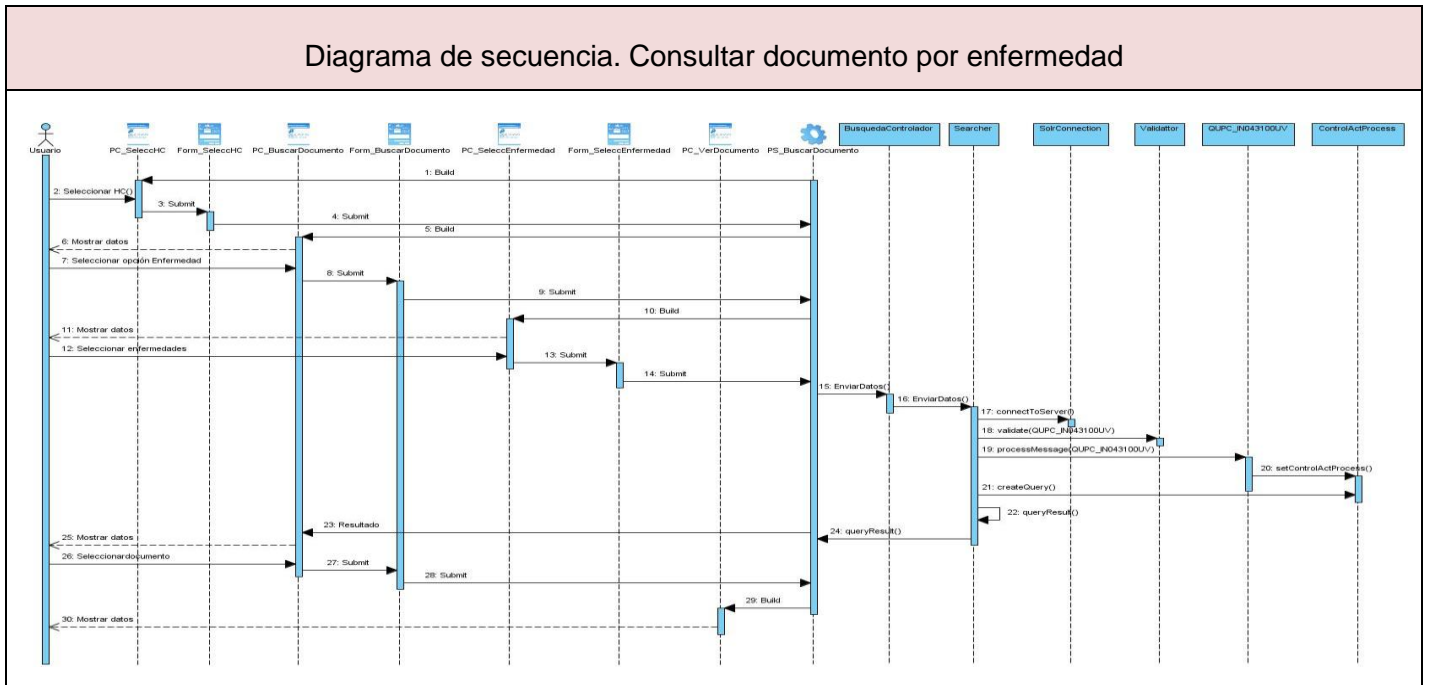 Diagrama de secuencia. Consultar documento por enfermedad
Usuario
PC_SeleccHC
Form_SeleccHC
PC_BuscarDocumento
Form_BuscarDocumento
PC_SeleccEnfermedad
Form_SeleccEnfermedad
PC_VerDocumento
PS_BuscarDocumento
BusquedaControlador
Searcher
SolrConnection
Validattor
QUPC_IN043100UV
ControlActProcess
1: Build
2: Seleccionar HC()
3: Submit
4: Submit
5: Build
6: Mostrar datos
7: Seleccionar opción Enfermedad
8: Submit
9: Submit
10: Build
11: Mostrar datos
12: Seleccionar enfermedades
13: Submit
14: Submit
15: EnviarDatos()
16: EnviarDatos()
17: connectToServer()
18: validate(QUPC_IN043100UV)
19: processMessage(QUPC_IN043100UV)
20: setControlActProcess()
21: createQuery()
22: queryResult()
23: Resultado
24: queryResult()
25: Mostrar datos
26: Seleccionardocumento
27: Submit
28: Submit
29: Build
30: Mostrar datos